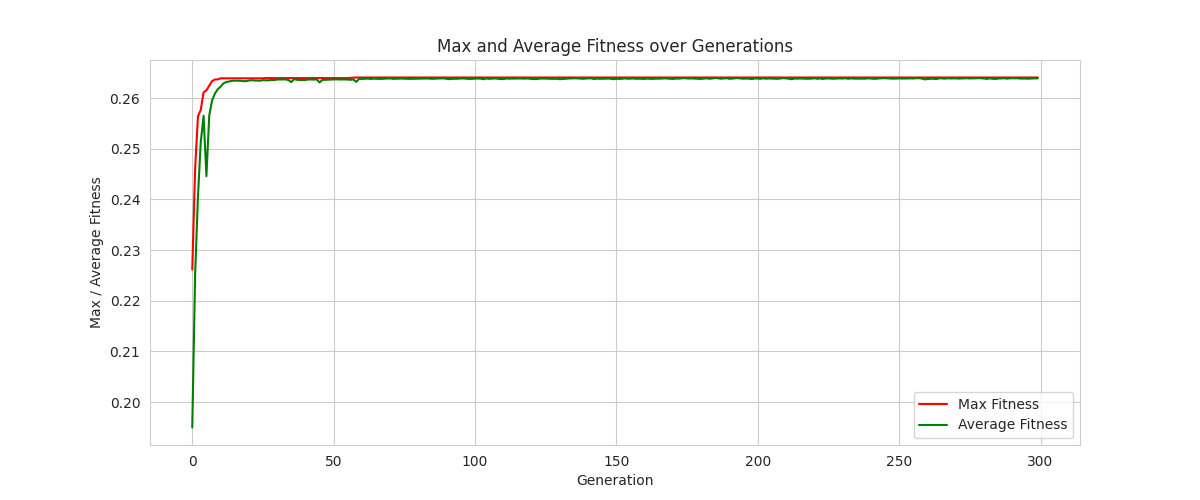 Max and Average Fitness over Generations
Max / Average Fitness
0.26
0.25
0.24
0.23
0.22
0.21
0.20
0
50
100
150
200
250
300
Generation
Max Fitness
Average Fitness